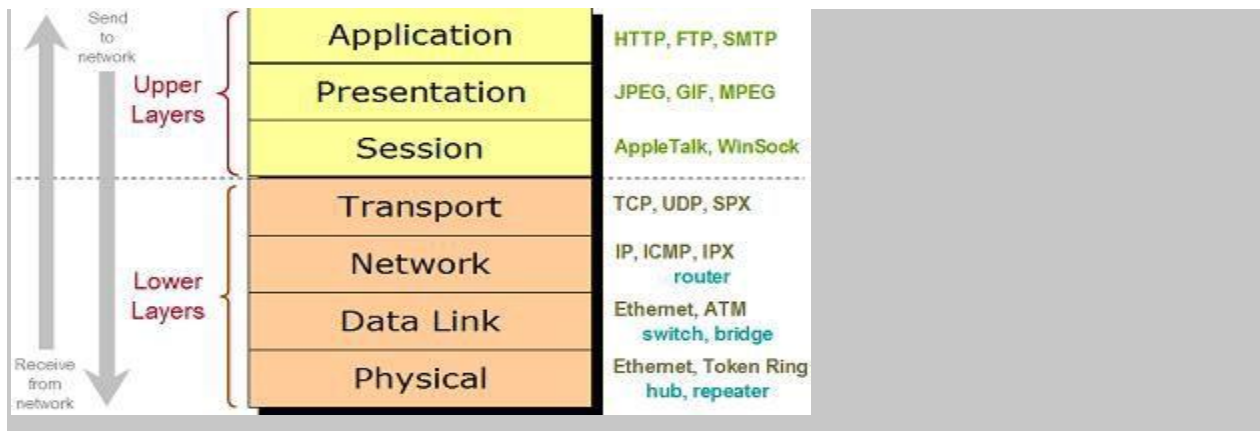 Send
to
network
Upper
Layers
Application
HTTP, FTP, SMTP
Presentation
JPEG, GIF, MPEG
Session
AppleTalk, WinSock
Lower
Layers
Transport
TCP, UDP, SPX
Network
IP, ICMP, IPX
router
Data Link
Ethernet, ATM
switch, bridge
Physical
Ethernet, Token Ring
hub, repeater
Receive
from
network